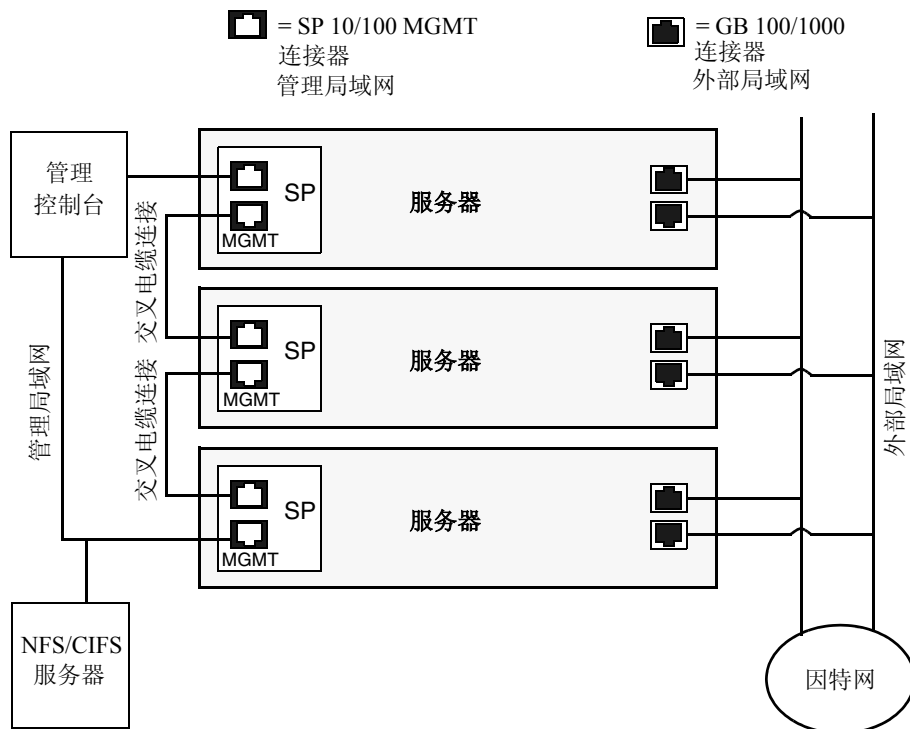 = SP 10/100 MGMT
连接器
管理局域网
= GB 100/1000
连接器
外部局域网
管理
控制台
SP
MGMT
服务器
交叉电缆连接
SP
MGMT
服务器
交叉电缆连接
管理局域网
外部局域网
SP
MGMT
服务器
NFS/CIFS
服务器
因特网